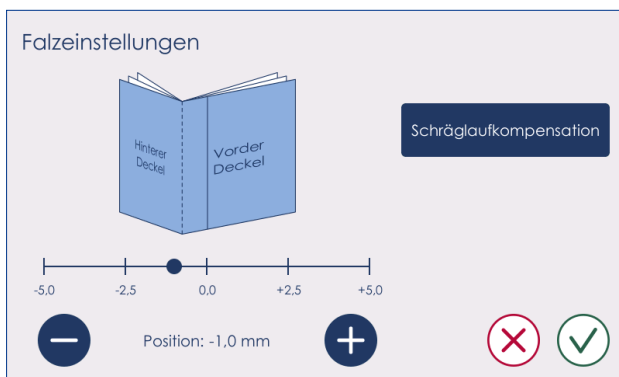 Falzeinstellungen
Hinterer
Deckel
Vorder
Deckel
Schräglaufkompensation
-5,0 -2,5 0,0 +2,5 +5,0
Position: -1,0 mm